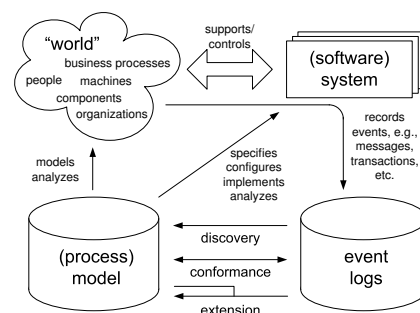 “world”
business processes
people machines
components
organizations
supports/
controls
(software)
system
records
events, e.g.,
messages,
transactions,
etc.
models
analyzes
specifies
configures
implements
analyzes
(process)
model
discovery
conformance
extension
event
logs